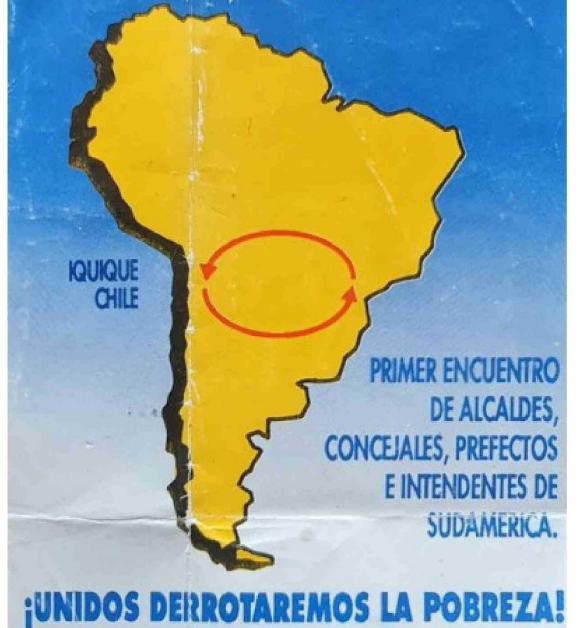 IQUIQUE
CHILE
PRIMER ENCUENTRO
DE ALCALDES,
CONCEJALES, PREFECTOS
E INTENDENTES DE
SUDAMERICA.
¡UNIDOS DERROTAREMOS LA POBREZA!